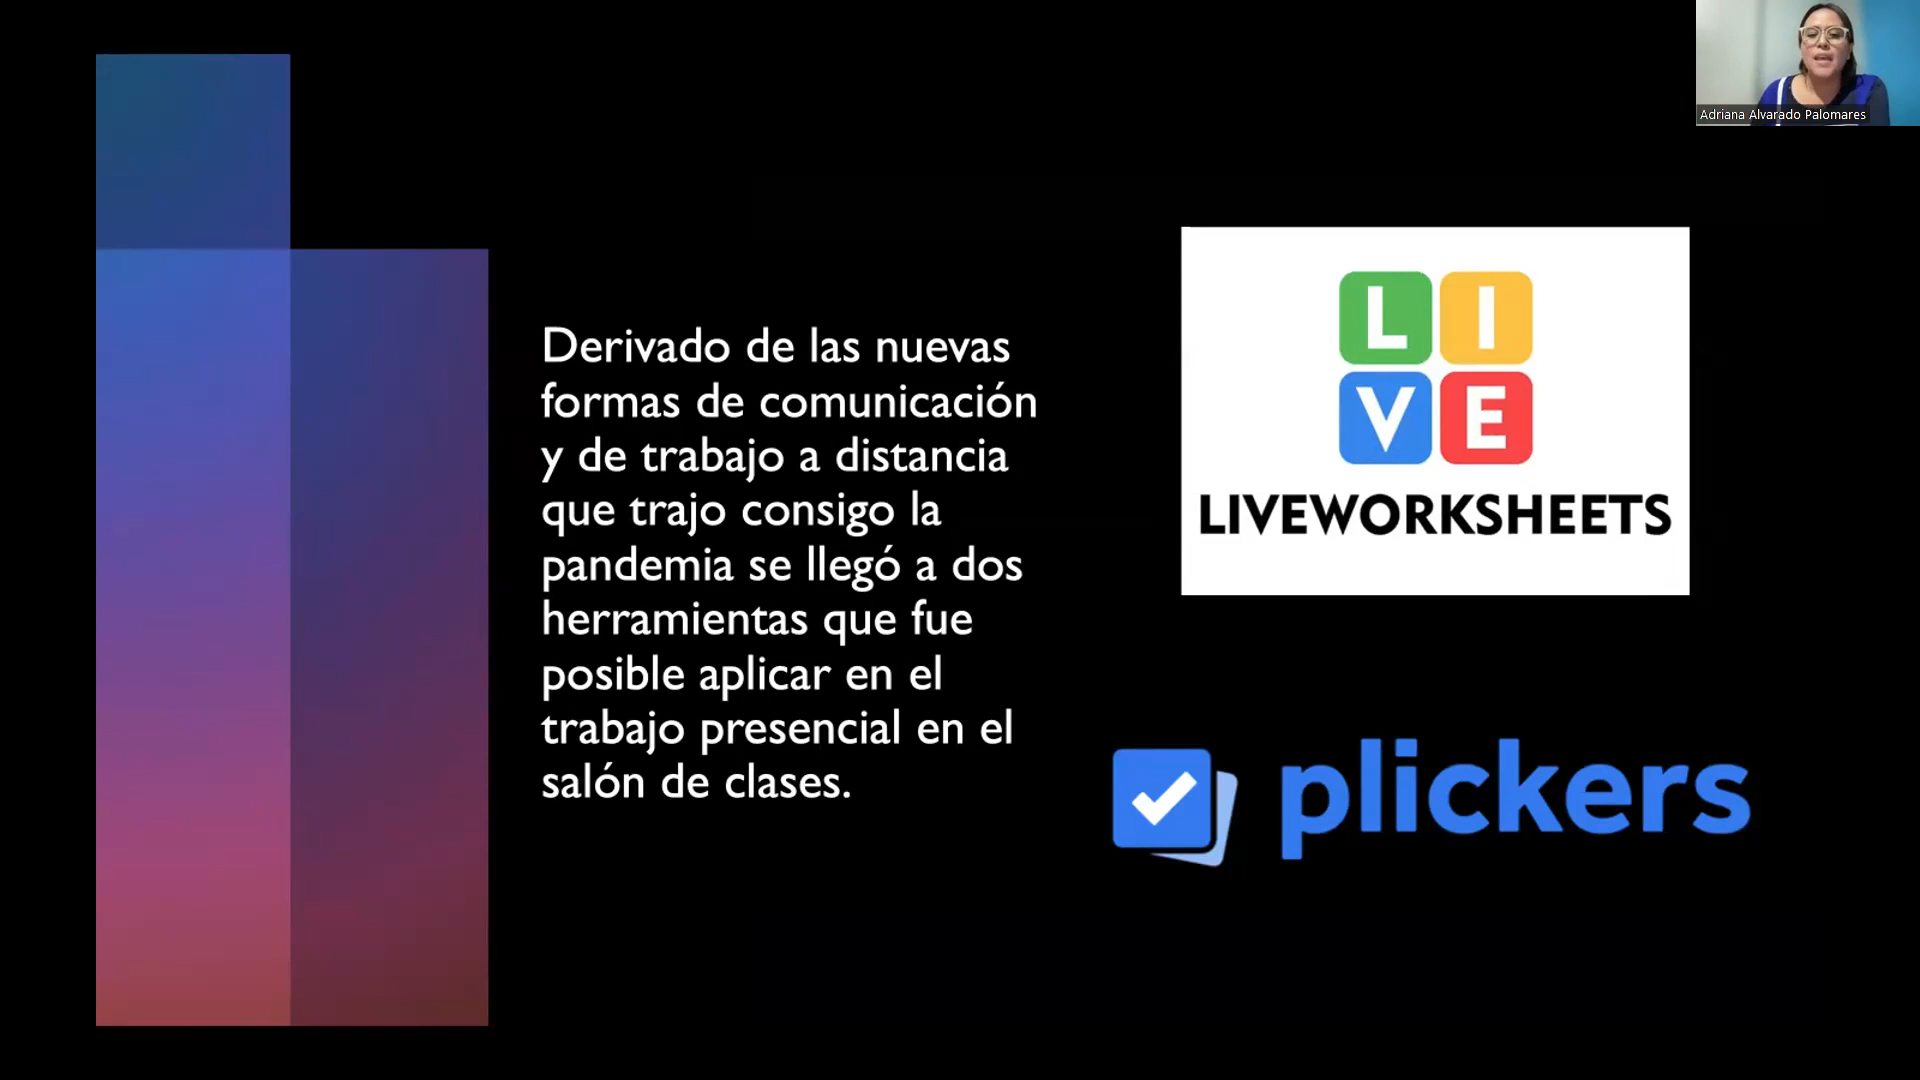 Adriana Alvarado Palomares
Derivado de las nuevas
formas de comunicación
y de trabajo a distancia
que trajo consigo la
pandemia se llegó a dos
herramientas que fue
posible aplicar en el
trabajo presencial en el
salón de clases.
L I
V E
LIVEWORKSHEETS
plickers